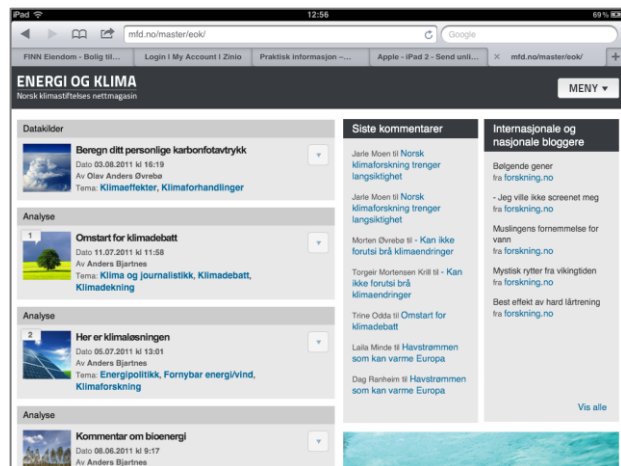 iPad
12:56
69 %
mfd.no/master/eok/
Google
FINN Eiendom - Bolig til...
Login | My Account | Zinio
Praktisk informasjon –...
Apple - iPad 2 - Send unli...
mfd.no/master/eok/
ENERGI OG KLIMA
Norsk klimastiftelses nettmagasin
MENY
Datakilder
Beregn ditt personlige karbonfotavtrykk
Dato 03.08.2011 kl 16:19
Av Olav Anders Øvrebø
Tema: Klimaeffekter, Klimaforhandlinger
Analyse
1
Omstart for klimadebatt
Dato 11.07.2011 kl 11:58
Av Anders Bjartnes
Tema: Klima og journalistikk, Klimadebatt,
Klimadekning
Analyse
2
Her er klimaløsningen
Dato 05.07.2011 kl 13:01
Av Anders Bjartnes
Tema: Energipolitikk, Fornybar energi/vind,
Klimaforskning
Analyse
Kommentar om bioenergi
Dato 08.06.2011 kl 9:17
Av Anders Bjartnes
Siste kommentarer
Jarle Moen til Norsk
klimaforskning trenger
langsiktighet
Jarle Moen til Norsk
klimaforskning trenger
langsiktighet
Morten Øvrebø til - Kan ikke
forutsi brå klimaendringer
Torgeir Mortensen Krill til - Kan
ikke forutsi brå
klimaendringer
Trine Odda til Omstart for
klimadebatt
Laila Minde til Havstrømmen
som kan varme Europa
Dag Ranheim til Havstrømmen
som kan varme Europa
Internasjonale og
nasjonale bloggere
Bølgende gener
fra forskning.no
- Jeg ville ikke screenet meg
fra forskning.no
Muslingens fornemmelse for
vann
fra forskning.no
Mystisk rytter fra vikingtiden
fra forskning.no
Best effekt av hard lårtrening
fra forskning.no
Vis alle